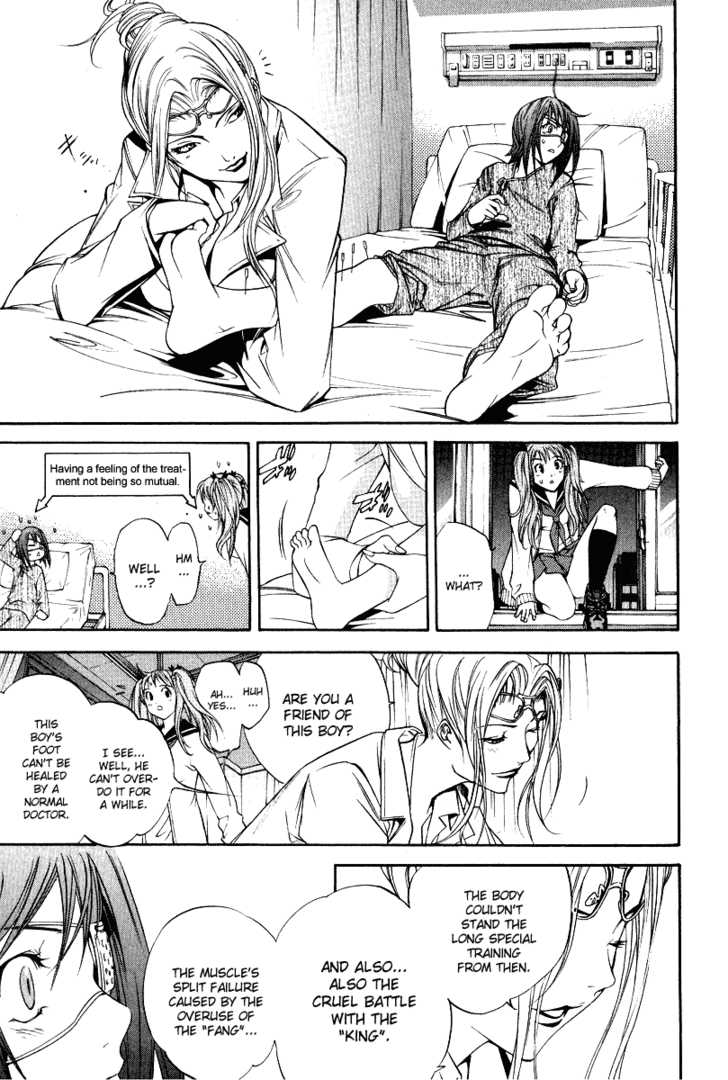 ...
WHAT?
Having a feeling of the treat-
ment not being so mutual.
HM
...
WELL
...?
ARE YOU A
FRIEND OF
THIS BOY?
HUH
...
AH...
YES...
I SEE...
WELL, HE
CAN'T OVER-
DO IT FOR
A WHILE.
THIS
BOY'S
FOOT
CAN'T BE
HEALED
BY A
NORMAL
DOCTOR.
THE BODY
COULDN'T
STAND THE
LONG SPECIAL
TRAINING
FROM THEN.
AND ALSO...
ALSO THE
CRUEL BATTLE
WITH THE
"KING".
THE MUSCLE'S
SPLIT FAILURE
CAUSED BY THE
OVERUSE OF
THE "FANG"...